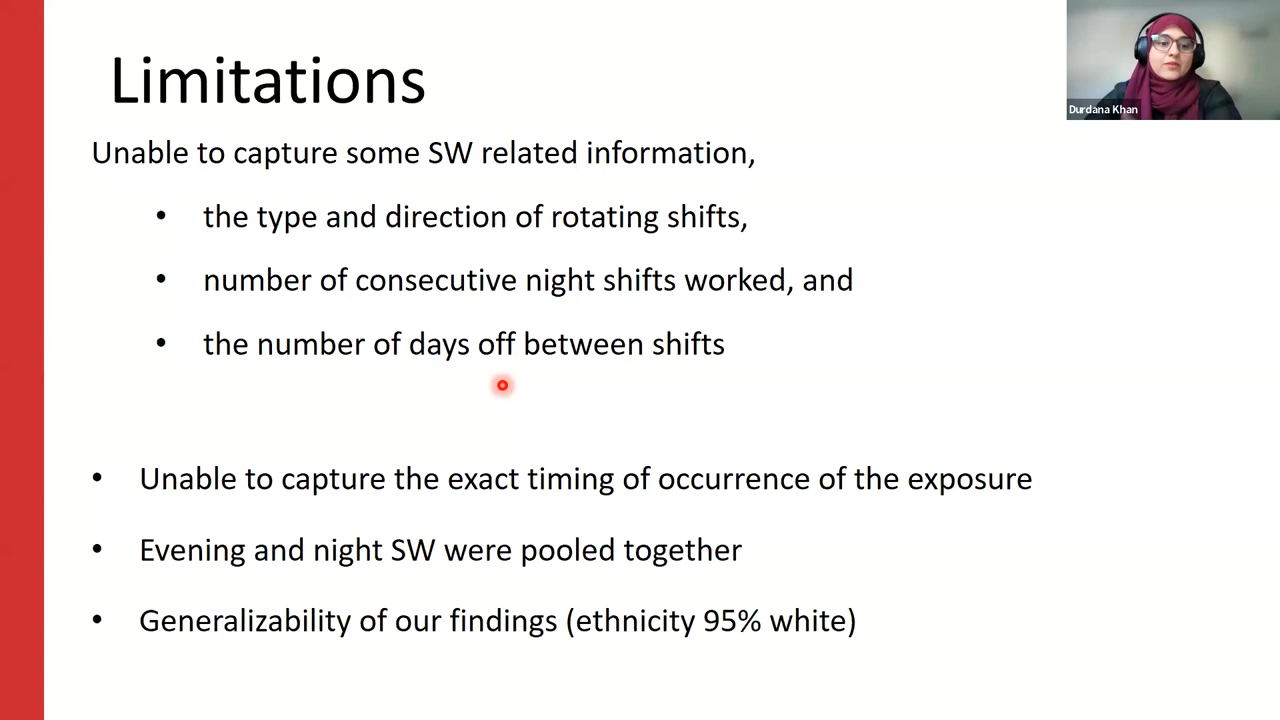 Limitations
Durdana Khan
Unable to capture some SW related information,
• the type and direction of rotating shifts,
• number of consecutive night shifts worked, and
• the number of days off between shifts
• Unable to capture the exact timing of occurrence of the exposure
• Evening and night SW were pooled together
• Generalizability of our findings (ethnicity 95% white)